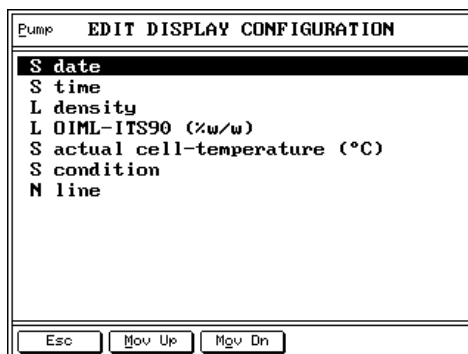 Pump EDIT DISPLAY CONFIGURATION
S date
S time
L density
L OIML-ITS90 (%w/w)
S actual cell-temperature (°C)
S condition
N line
Esc Mov Up Mov Dn